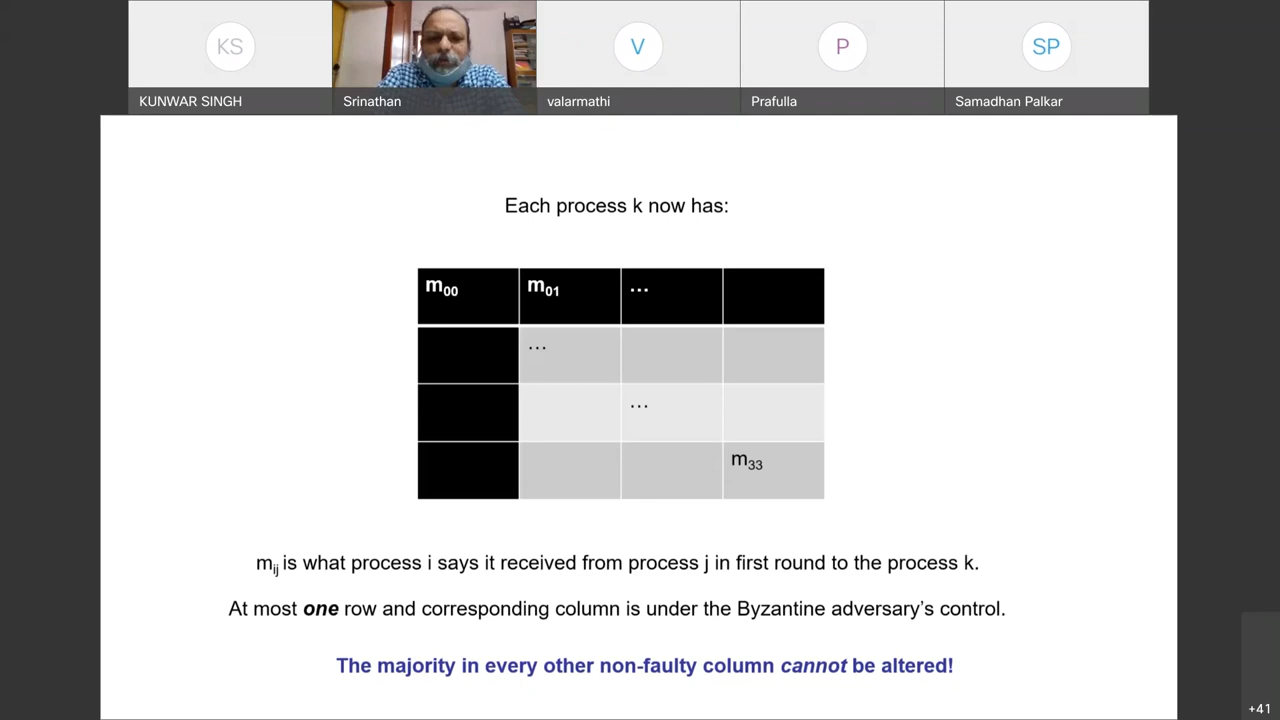 KS
V
P
SP
KUNWAR SINGH
Srinathan
valarmathi
Prafulla
Samadhan Palkar
Each process k now has:
m00 m01 ...
...
...
m33
mij is what process i says it received from process j in first round to the process k.
At most one row and corresponding column is under the Byzantine adversary's control.
The majority in every other non-faulty column cannot be altered!
+41